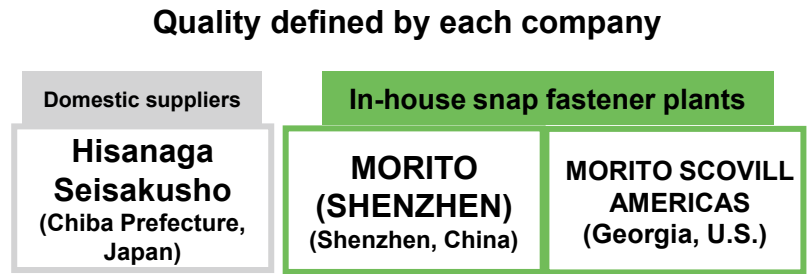 Quality defined by each company
Domestic suppliers
In-house snap fastener plants
Hisanaga
Seisakusho
(Chiba Prefecture,
Japan)
MORITO
(SHENZHEN)
(Shenzhen, China)
MORITO SCOVILL
AMERICAS
(Georgia, U.S.)